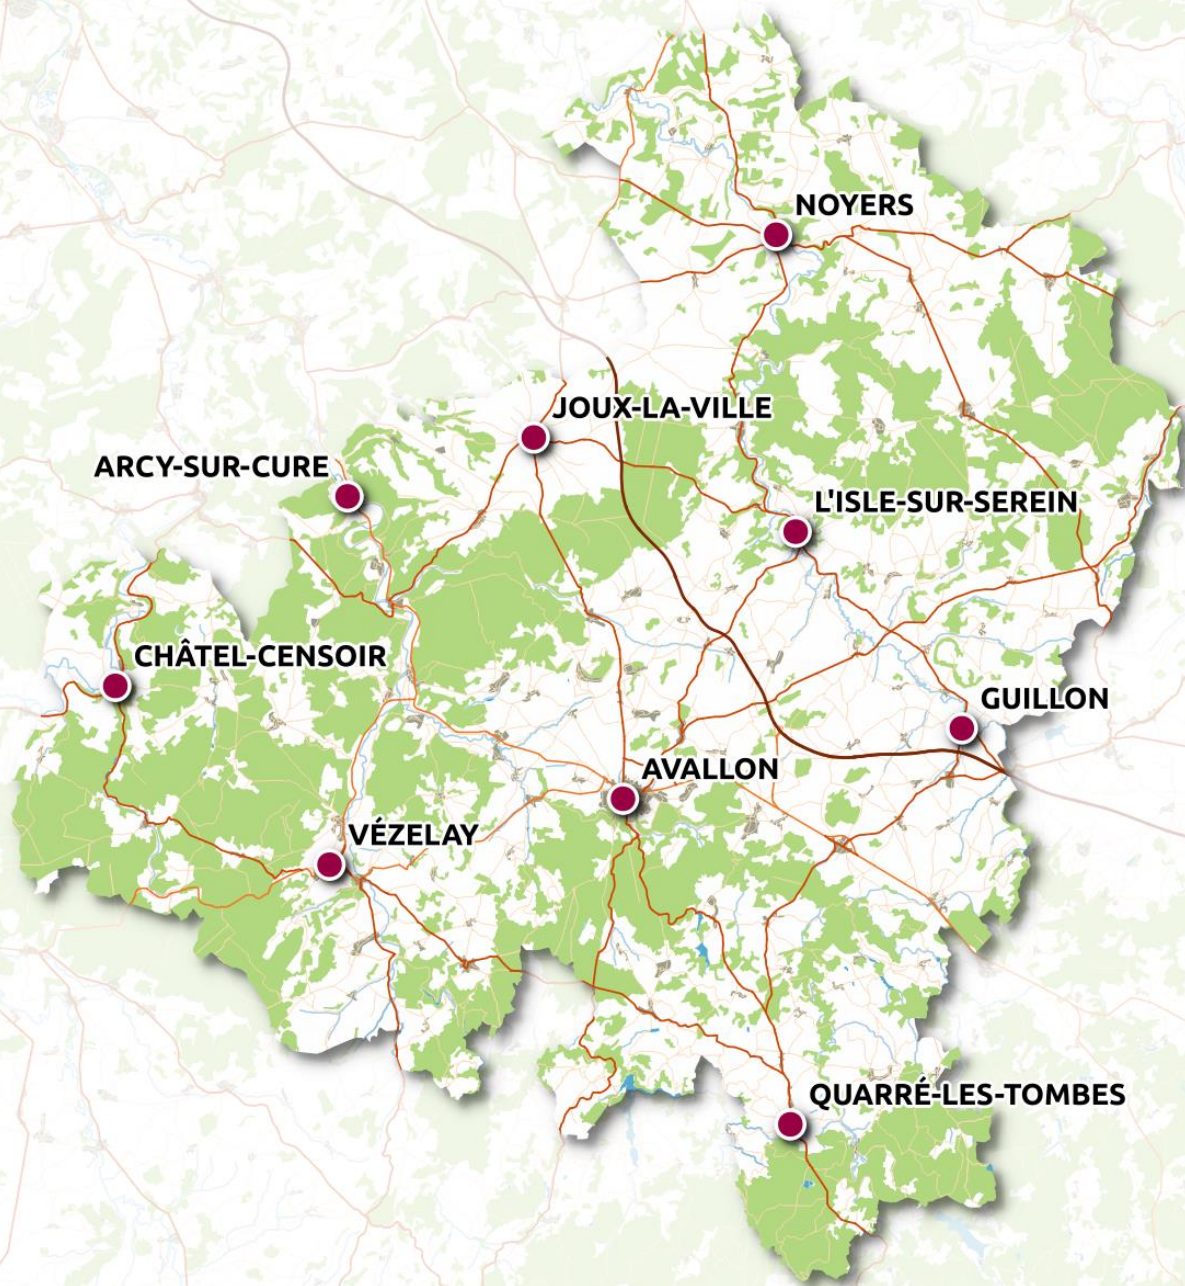 NOYERS
JOUX-LA-VILLE
ARCY-SUR-CURE
L'ISLE-SUR-SEREIN
CHÂTEL-CENSOIR
GUILLON
AVALLON
VÉZELAY
QUARRÉ-LES-TOMBES